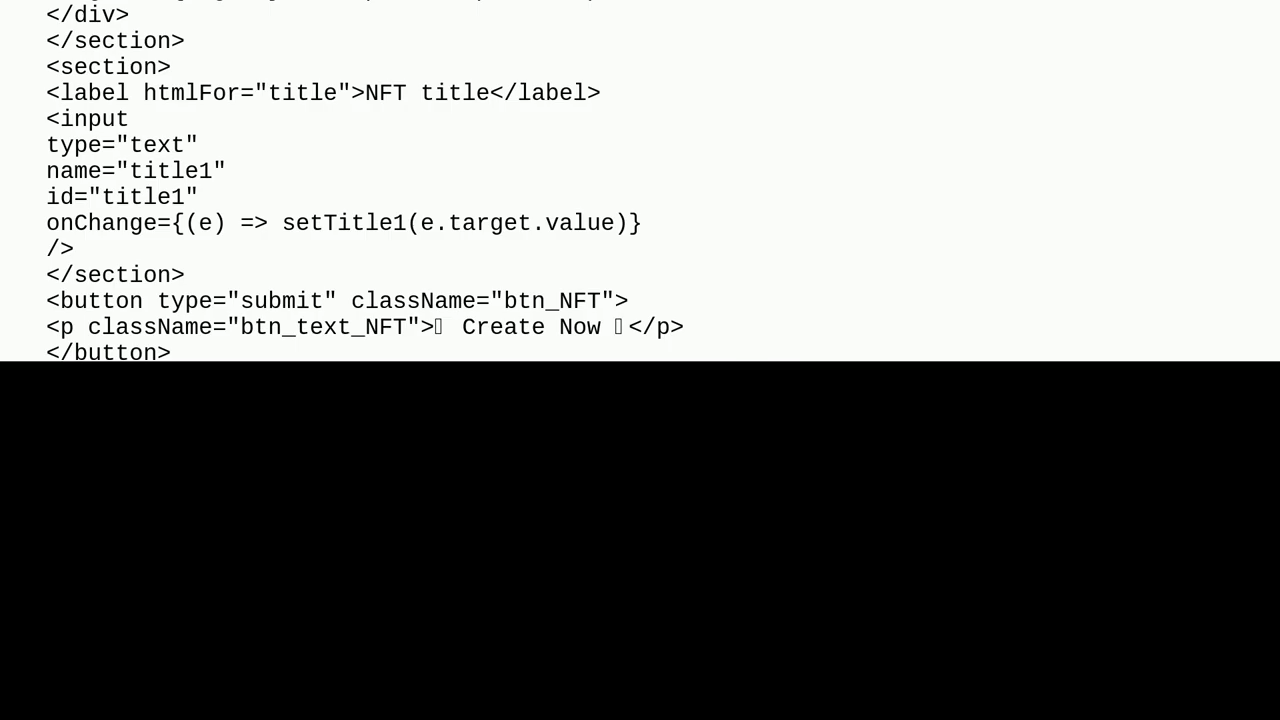 </div>
</section>
<section>
<label htmlFor="title">NFT title</label>
<input
type="text"
name="title1"
id="title1"
onChange={(e) => setTitle1(e.target.value)}
/>
</section>
<button type="submit" className="btn_NFT">
<p className="btn_text_NFT">▯ Create Now ▯</p>
</button>